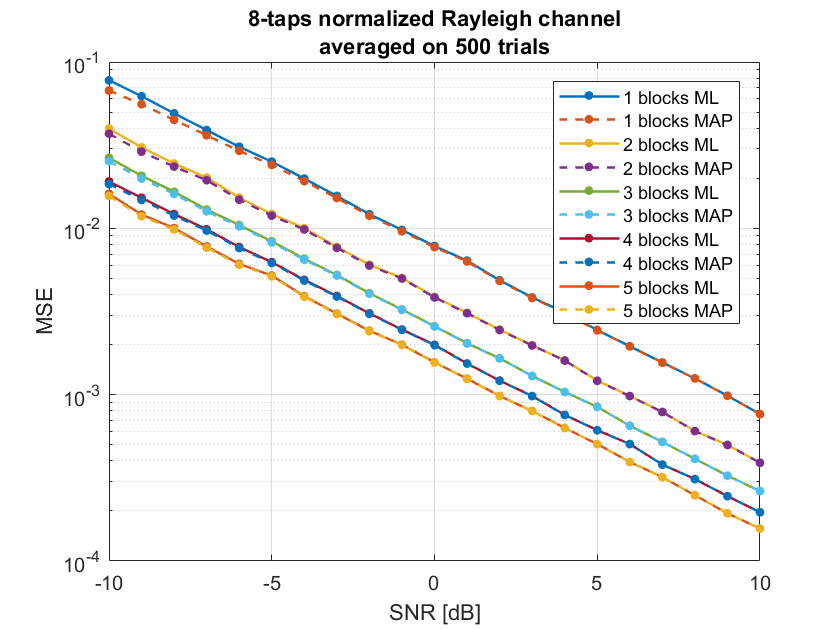 8-taps normalized Rayleigh channel
averaged on 500 trials
10^-1
10^-2
10^-3
10^-4
MSE
1 blocks ML
1 blocks MAP
2 blocks ML
2 blocks MAP
3 blocks ML
3 blocks MAP
4 blocks ML
4 blocks MAP
5 blocks ML
5 blocks MAP
-10 -5 0 5 10
SNR [dB]